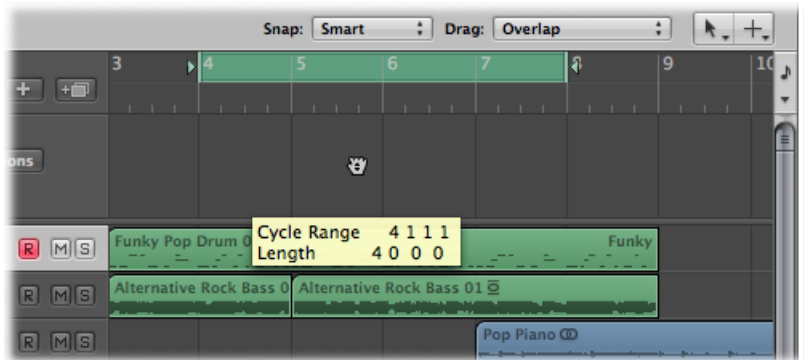 Snap: Smart Drag: Overlap
3 4 5 6 7 8 9 10
ons
Cycle Range 4 1 1 1
Length 4 0 0 0
R M S Funky Pop Drum 0 Funky
R M S Alternative Rock Bass 0 Alternative Rock Bass 01
R M S Pop Piano